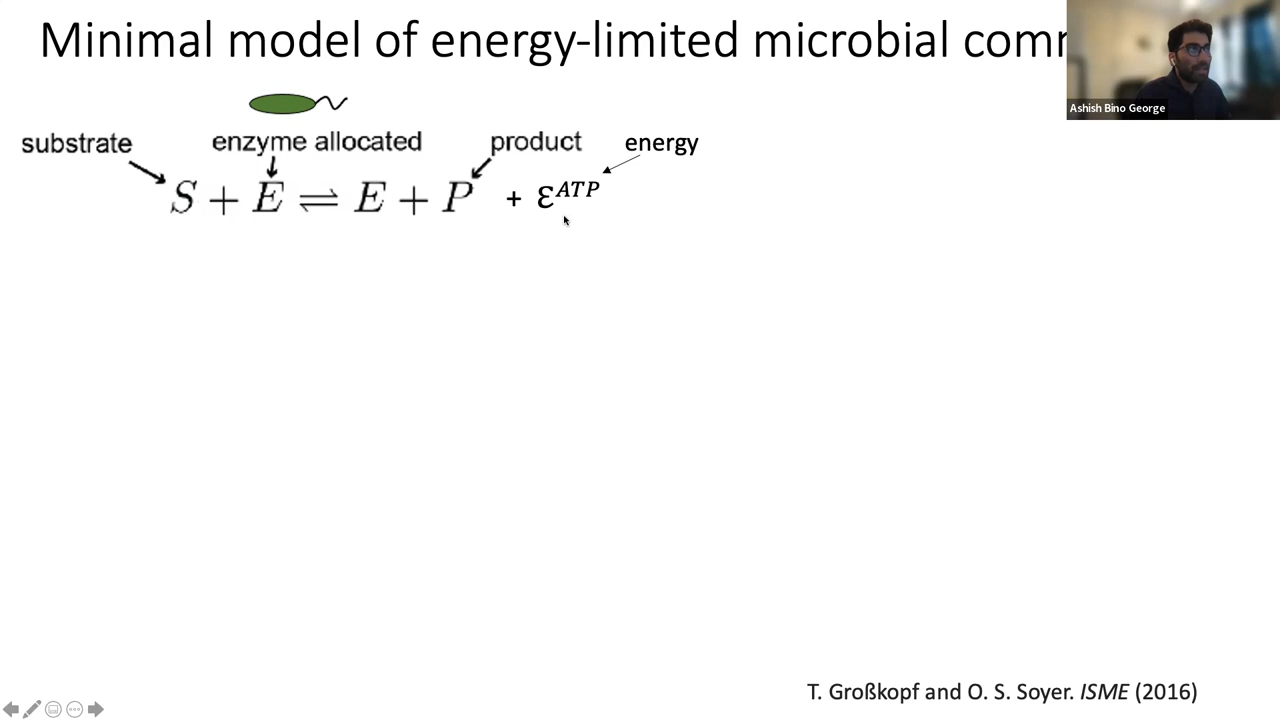 Minimal model of energy-limited microbial
Ashish Bino George
substrate enzyme allocated product energy
S + E ⇌ E + P + ε^ATP
T. Großkopf and O. S. Soyer. ISME (2016)